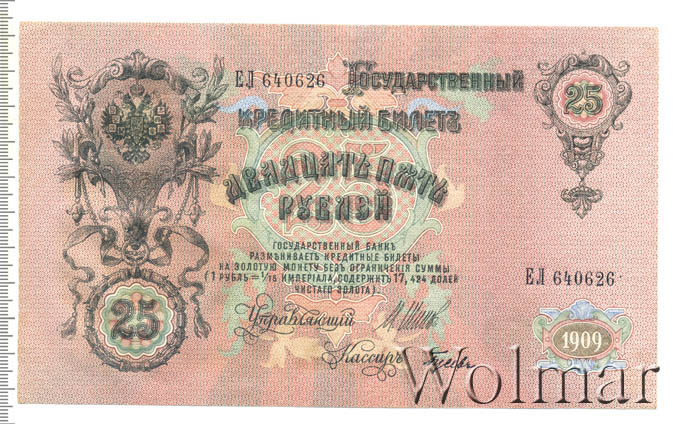 ЕЛ 640626 ГОСУДАРСТВЕННЫЙ
25
КРЕДИТНЫЙ БИЛЕТЪ
25
ДВАДЦАТЬ ПЯТЬ
РУБЛЕЙ
ГОСУДАРСТВЕННЫЙ БАНКЪ
РАЗМѢНИВАЕТЪ КРЕДИТНЫЕ БИЛЕТЫ
НА ЗОЛОТУЮ МОНЕТУ БЕЗЪ ОГРАНИЧЕНІЯ СУММЫ
(1 РУБЛЬ = 1/15 ИМПЕРІАЛА, СОДЕРЖИТЪ 17,424 ДОЛЕЙ
ЧИСТАГО ЗОЛОТА)
ЕЛ 640626
25
Управляющій
Кассиръ
1909
Wolmar